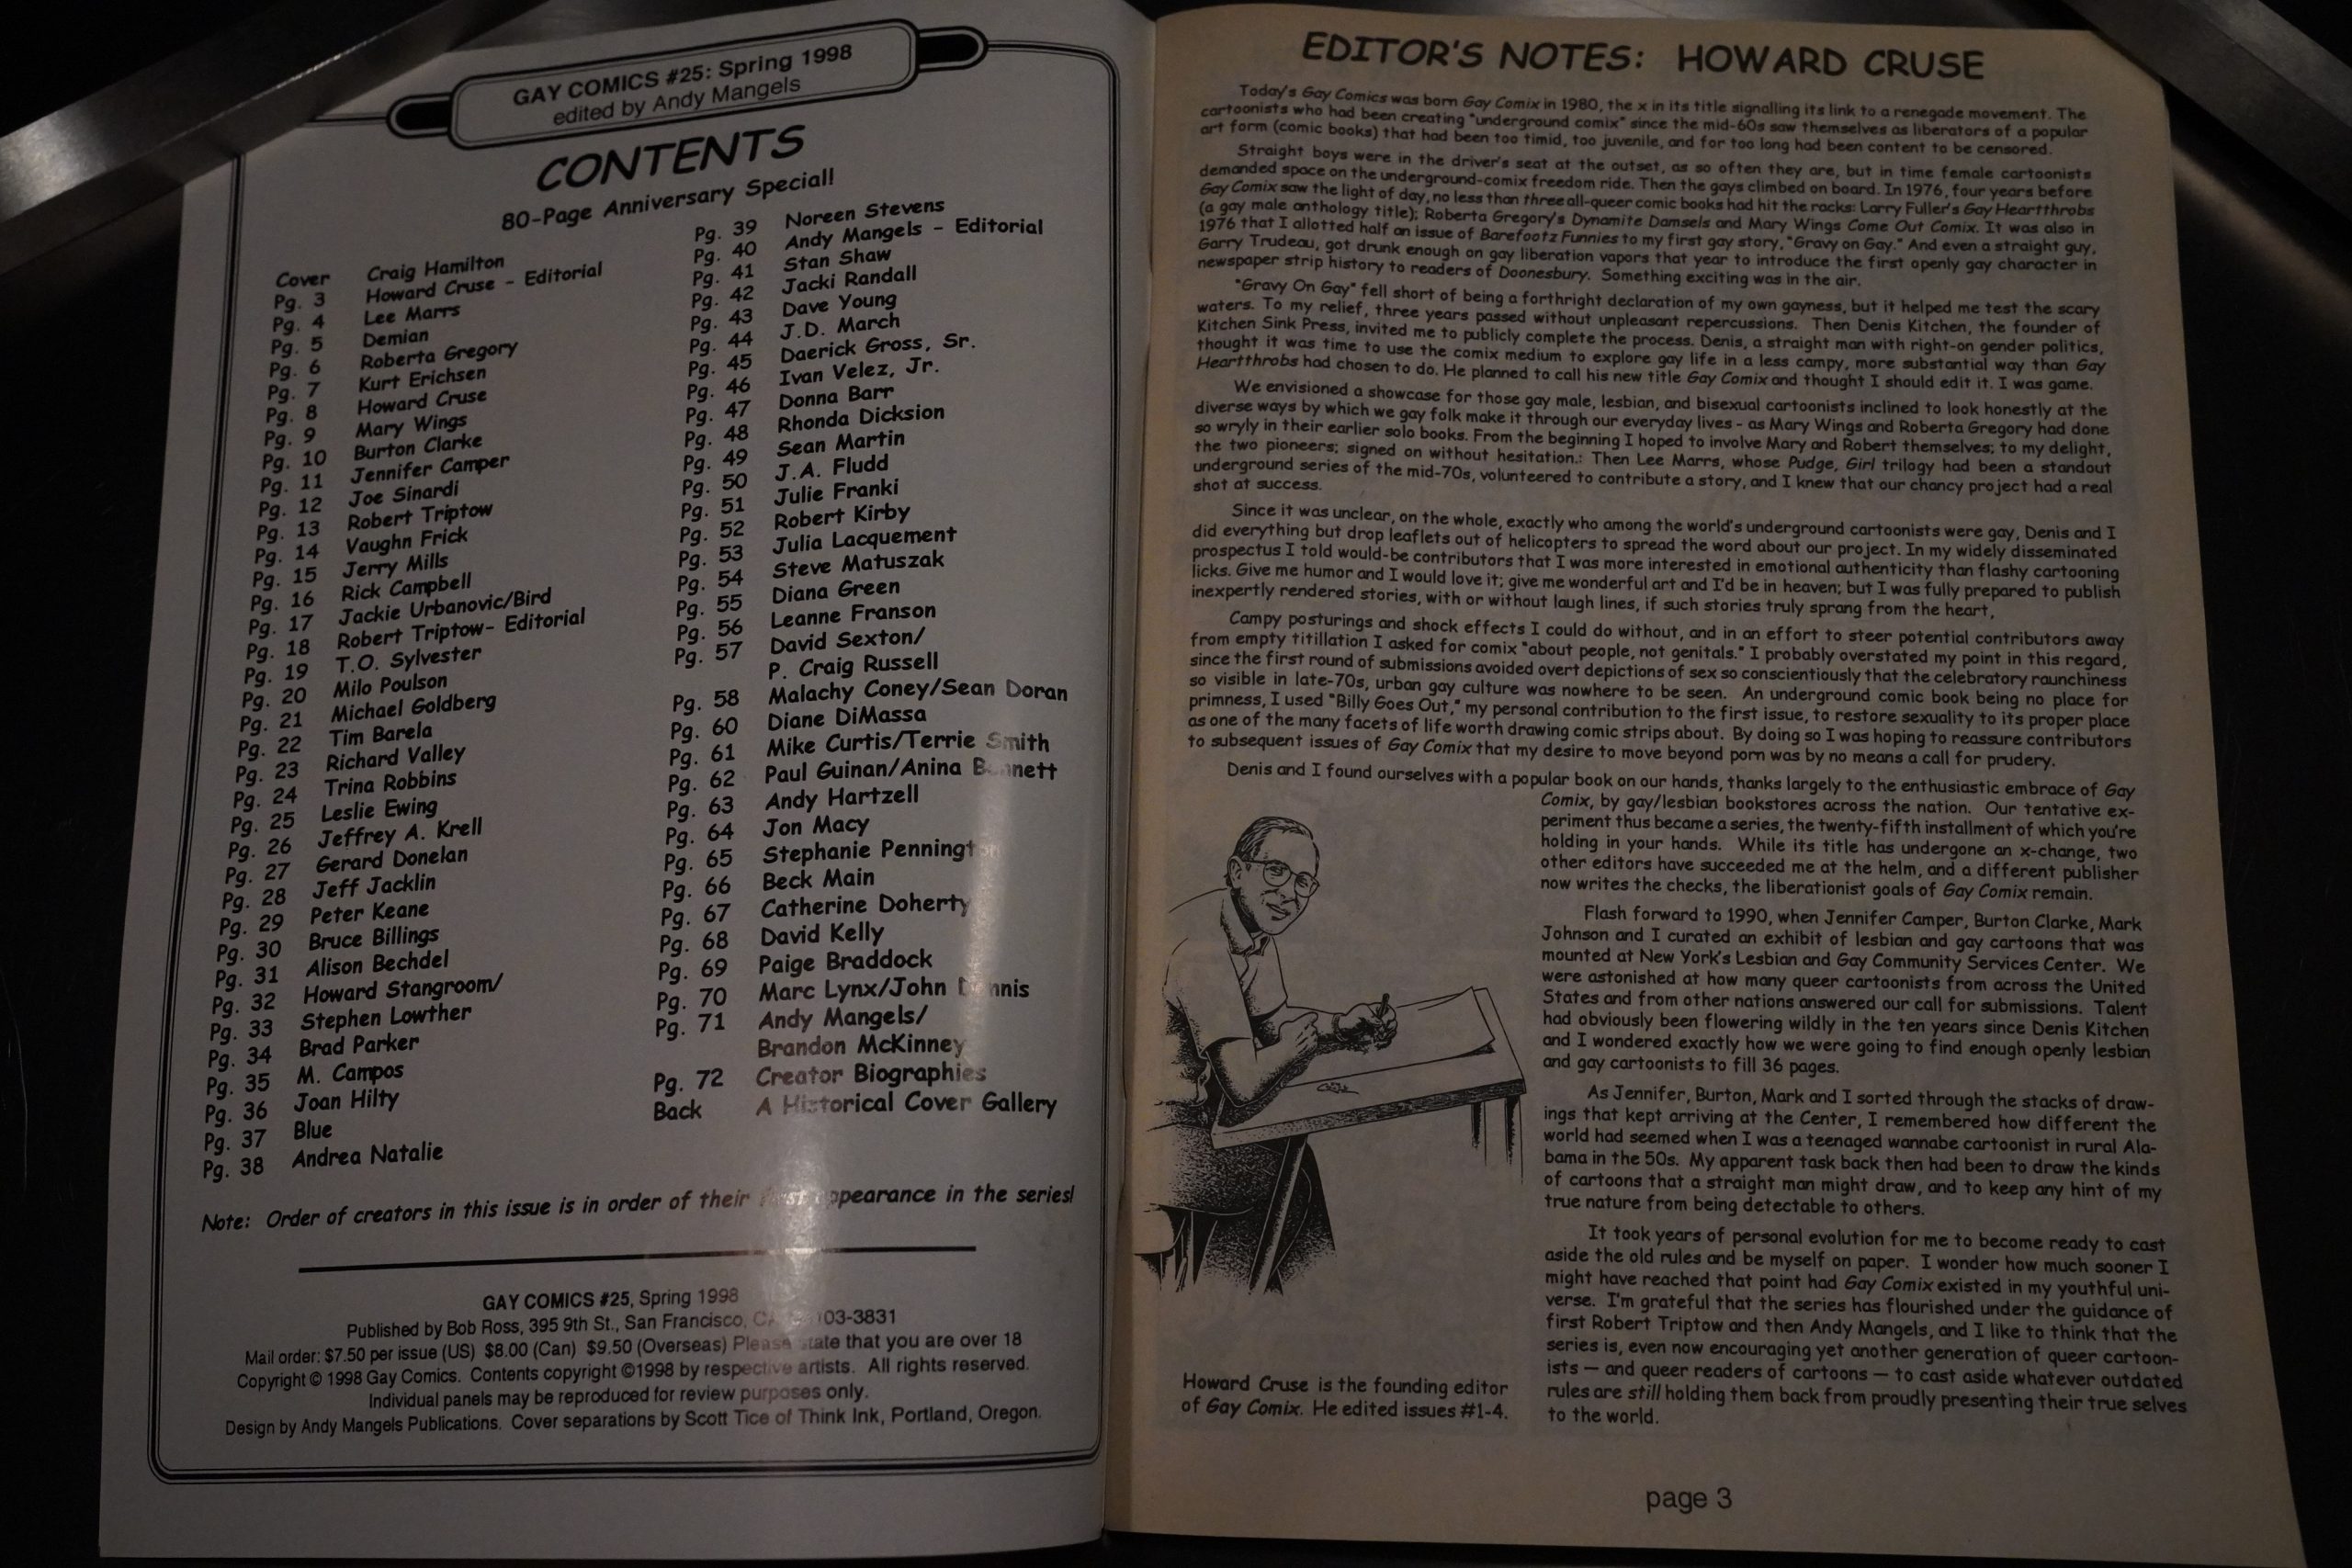 GAY COMICS #25: Spring 1998
edited by Andy Mangels
CONTENTS
80-Page Anniversary Special!
Cover Craig Hamilton
Pg. 3 Howard Cruse - Editorial
Pg. 4 Lee Marrs
Pg. 5 Demian
Pg. 6 Roberta Gregory
Pg. 7 Kurt Erichsen
Pg. 8 Howard Cruse
Pg. 9 Mary Wings
Pg. 10 Burton Clarke
Pg. 11 Jennifer Camper
Pg. 12 Joe Sinardi
Pg. 13 Robert Triptow
Pg. 14 Vaughn Frick
Pg. 15 Jerry Mills
Pg. 16 Rick Campbell
Pg. 17 Jackie Urbanovic/Bird
Pg. 18 Robert Triptow- Editorial
Pg. 19 T.O. Sylvester
Pg. 20 Milo Poulson
Pg. 21 Michael Goldberg
Pg. 22 Tim Barela
Pg. 23 Richard Valley
Pg. 24 Trina Robbins
Pg. 25 Leslie Ewing
Pg. 26 Jeffrey A. Krell
Pg. 27 Gerard Donelan
Pg. 28 Jeff Jacklin
Pg. 29 Peter Keane
Pg. 30 Bruce Billings
Pg. 31 Alison Bechdel
Pg. 32 Howard Stangroom/
Pg. 33 Stephen Lowther
Pg. 34 Brad Parker
Pg. 35 M. Campos
Pg. 36 Joan Hilty
Pg. 37 Blue
Pg. 38 Andrea Natalie
Pg. 39 Noreen Stevens
Pg. 40 Andy Mangels - Editorial
Pg. 41 Stan Shaw
Pg. 42 Jacki Randall
Pg. 43 Dave Young
Pg. 44 J.D. March
Pg. 45 Daerick Gross, Sr.
Pg. 46 Ivan Velez, Jr.
Pg. 47 Donna Barr
Pg. 48 Rhonda Dicksion
Pg. 49 Sean Martin
Pg. 50 J.A. Fludd
Pg. 51 Julie Franki
Pg. 52 Robert Kirby
Pg. 53 Julia Lacquement
Pg. 54 Steve Matuszak
Pg. 55 Diana Green
Pg. 56 Leanne Franson
Pg. 57 David Sexton/
P. Craig Russell
Pg. 58 Malachy Coney/Sean Doran
Pg. 60 Diane DiMassa
Pg. 61 Mike Curtis/Terrie Smith
Pg. 62 Paul Guinan/Anina Bennett
Pg. 63 Andy Hartzell
Pg. 64 Jon Macy
Pg. 65 Stephanie Pennington
Pg. 66 Beck Main
Pg. 67 Catherine Doherty
Pg. 68 David Kelly
Pg. 69 Paige Braddock
Pg. 70 Marc Lynx/John Dennis
Pg. 71 Andy Mangels/
Brandon McKinney
Pg. 72 Creator Biographies
Back A Historical Cover Gallery
Note: Order of creators in this issue is in order of their first appearance in the series!
GAY COMICS #25, Spring 1998
Published by Bob Ross, 395 9th St., San Francisco,
Mail order: $7.50 per issue (US) $8.00 (Can) $9.50 (Overseas) Please state that you are over 18
Copyright © 1998 Gay Comics. Contents copyright ©1998 by respective artists. All rights reserved.
Individual panels may be reproduced for review purposes only.
Design by Andy Mangels Publications. Cover separations by Scott Tice of Think Ink, Portland, Oregon.
EDITOR'S NOTES: HOWARD CRUSE
Today's Gay Comics was born Gay Comix in 1980, the x in its title signalling its link to a renegade movement. The
cartoonists who had been creating "underground comix" since the mid-60s saw themselves as liberators of a popular
art form (comic books) that had been too timid, too juvenile, and for too long had been content to be censored.
Straight boys were in the driver's seat at the outset, as so often they are, but in time female cartoonists
demanded space on the underground-comix freedom ride. Then the gays climbed on board. In 1976, four years before
Gay Comix saw the light of day, no less than three all-queer comic books had hit the racks: Larry Fuller's Gay Heartthrobs
(a gay male anthology title); Roberta Gregory's Dynamite Damsels and Mary Wings Come Out Comix. It was also in
1976 that I allotted half an issue of Barefootz Funnies to my first gay story, "Gravy on Gay." And even a straight guy,
Garry Trudeau, got drunk enough on gay liberation vapors that year to introduce the first openly gay character in
newspaper strip history to readers of Doonesbury. Something exciting was in the air.
"Gravy On Gay" fell short of being a forthright declaration of my own gayness, but it helped me test the scary
waters. To my relief, three years passed without unpleasant repercussions. Then Denis Kitchen, the founder of
Kitchen Sink Press, invited me to publicly complete the process. Denis, a straight man with right-on gender politics,
thought it was time to use the comix medium to explore gay life in a less campy, more substantial way than Gay
Heartthrobs had chosen to do. He planned to call his new title Gay Comix and thought I should edit it. I was game.
We envisioned a showcase for those gay male, lesbian, and bisexual cartoonists inclined to look honestly at the
diverse ways by which we gay folk make it through our everyday lives - as Mary Wings and Roberta Gregory had done
so wryly in their earlier solo books. From the beginning I hoped to involve Mary and Robert themselves; to my delight,
the two pioneers; signed on without hesitation.: Then Lee Marrs, whose Pudge, Girl trilogy had been a standout
underground series of the mid-70s, volunteered to contribute a story, and I knew that our chancy project had a real
shot at success.
Since it was unclear, on the whole, exactly who among the world's underground cartoonists were gay, Denis and I
did everything but drop leaflets out of helicopters to spread the word about our project. In my widely disseminated
prospectus I told would-be contributors that I was more interested in emotional authenticity than flashy cartooning
licks. Give me humor and I would love it; give me wonderful art and I'd be in heaven; but I was fully prepared to publish
inexpertly rendered stories, with or without laugh lines, if such stories truly sprang from the heart,
Campy posturings and shock effects I could do without, and in an effort to steer potential contributors away
from empty titillation I asked for comix "about people, not genitals." I probably overstated my point in this regard,
since the first round of submissions avoided overt depictions of sex so conscientiously that the celebratory raunchiness
so visible in late-70s, urban gay culture was nowhere to be seen. An underground comic book being no place for
primness, I used "Billy Goes Out," my personal contribution to the first issue, to restore sexuality to its proper place
as one of the many facets of life worth drawing comic strips about. By doing so I was hoping to reassure contributors
to subsequent issues of Gay Comix that my desire to move beyond porn was by no means a call for prudery.
Denis and I found ourselves with a popular book on our hands, thanks largely to the enthusiastic embrace of Gay
Comix, by gay/lesbian bookstores across the nation. Our tentative ex-
periment thus became a series, the twenty-fifth installment of which you're
holding in your hands. While its title has undergone an x-change, two
other editors have succeeded me at the helm, and a different publisher
now writes the checks, the liberationist goals of Gay Comix remain.
Flash forward to 1990, when Jennifer Camper, Burton Clarke, Mark
Johnson and I curated an exhibit of lesbian and gay cartoons that was
mounted at New York's Lesbian and Gay Community Services Center. We
were astonished at how many queer cartoonists from across the United
States and from other nations answered our call for submissions. Talent
had obviously been flowering wildly in the ten years since Denis Kitchen
and I wondered exactly how we were going to find enough openly lesbian
and gay cartoonists to fill 36 pages.
As Jennifer, Burton, Mark and I sorted through the stacks of draw-
ings that kept arriving at the Center, I remembered how different the
world had seemed when I was a teenaged wannabe cartoonist in rural Ala-
bama in the 50s. My apparent task back then had been to draw the kinds
of cartoons that a straight man might draw, and to keep any hint of my
true nature from being detectable to others.
It took years of personal evolution for me to become ready to cast
aside the old rules and be myself on paper. I wonder how much sooner I
might have reached that point had Gay Comix existed in my youthful uni-
verse. I'm grateful that the series has flourished under the guidance of
first Robert Triptow and then Andy Mangels, and I like to think that the
series is, even now encouraging yet another generation of queer cartoon-
ists — and queer readers of cartoons — to cast aside whatever outdated
rules are still holding them back from proudly presenting their true selves
to the world.
Howard Cruse is the founding editor
of Gay Comix. He edited issues #1-4.
page 3